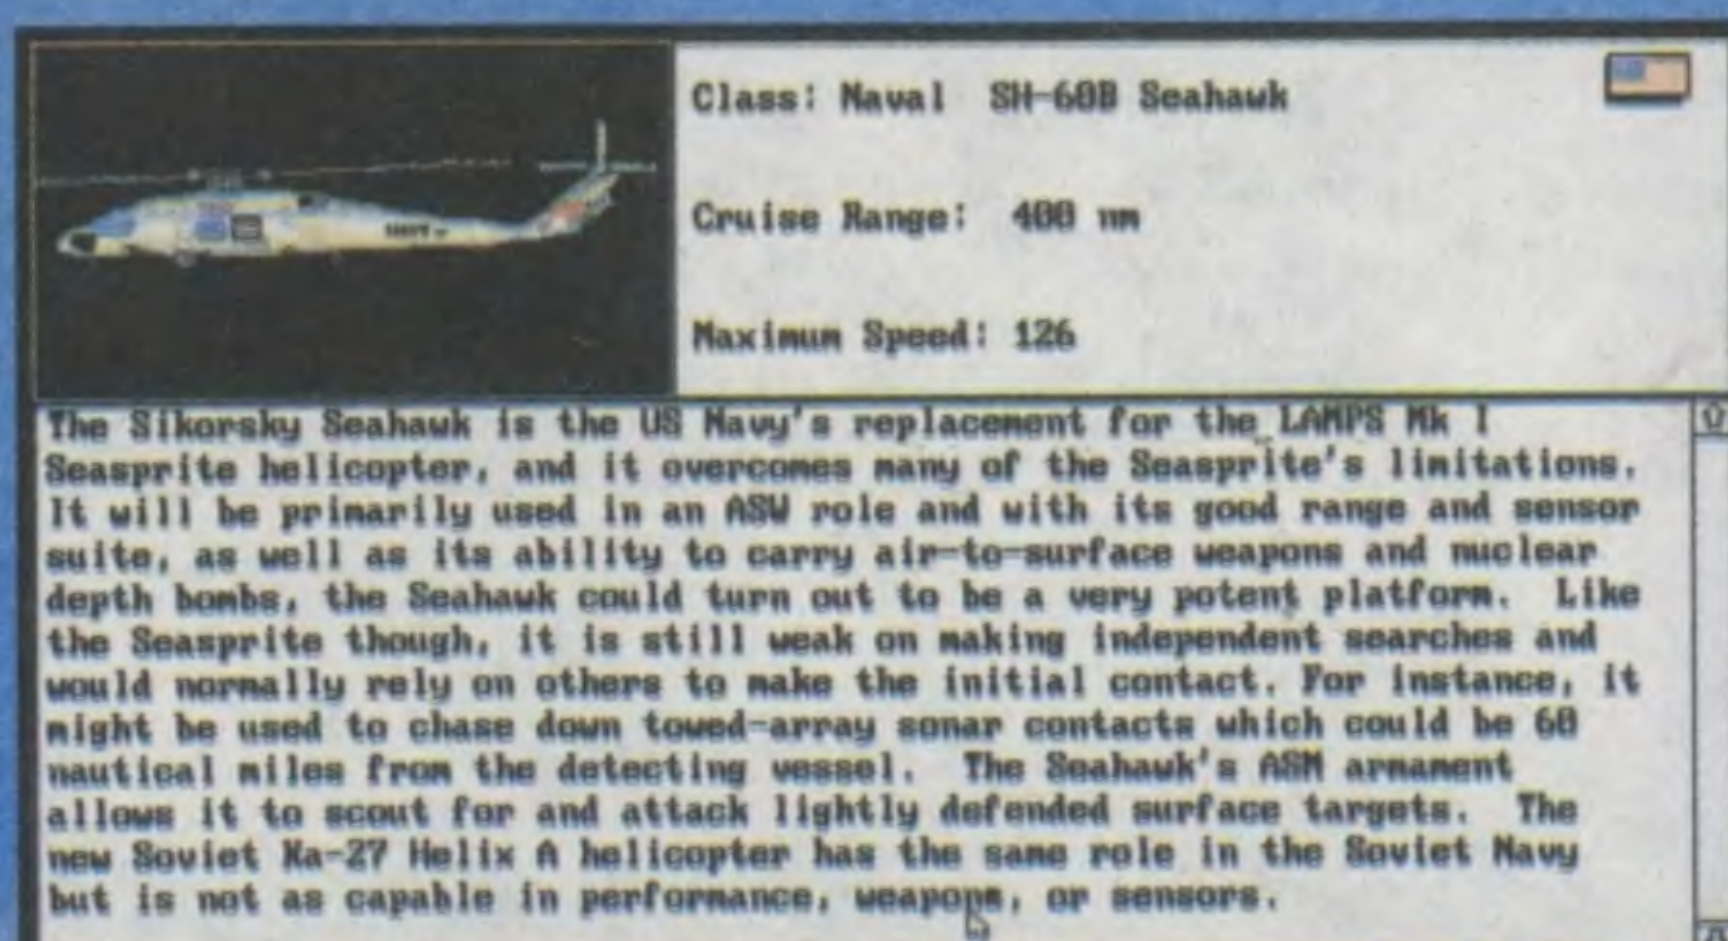 Class: Naval  SH-60B Seahawk
Cruise Range:  400 nm
Maximum Speed: 126
The Sikorsky Seahawk is the US Navy's replacement for the LAMPS Mk I
Seasprite helicopter, and it overcomes many of the Seasprite's limitations.
It will be primarily used in an ASW role and with its good range and sensor
suite, as well as its ability to carry air-to-surface weapons and nuclear
depth bombs, the Seahawk could turn out to be a very potent platform.  Like
the Seasprite though, it is still weak on making independent searches and
would normally rely on others to make the initial contact. For instance, it
might be used to chase down towed-array sonar contacts which could be 60
nautical miles from the detecting vessel.  The Seahawk's ASM armament
allows it to scout for and attack lightly defended surface targets.  The
new Soviet Ka-27 Helix A helicopter has the same role in the Soviet Navy
but is not as capable in performance, weapons, or sensors.